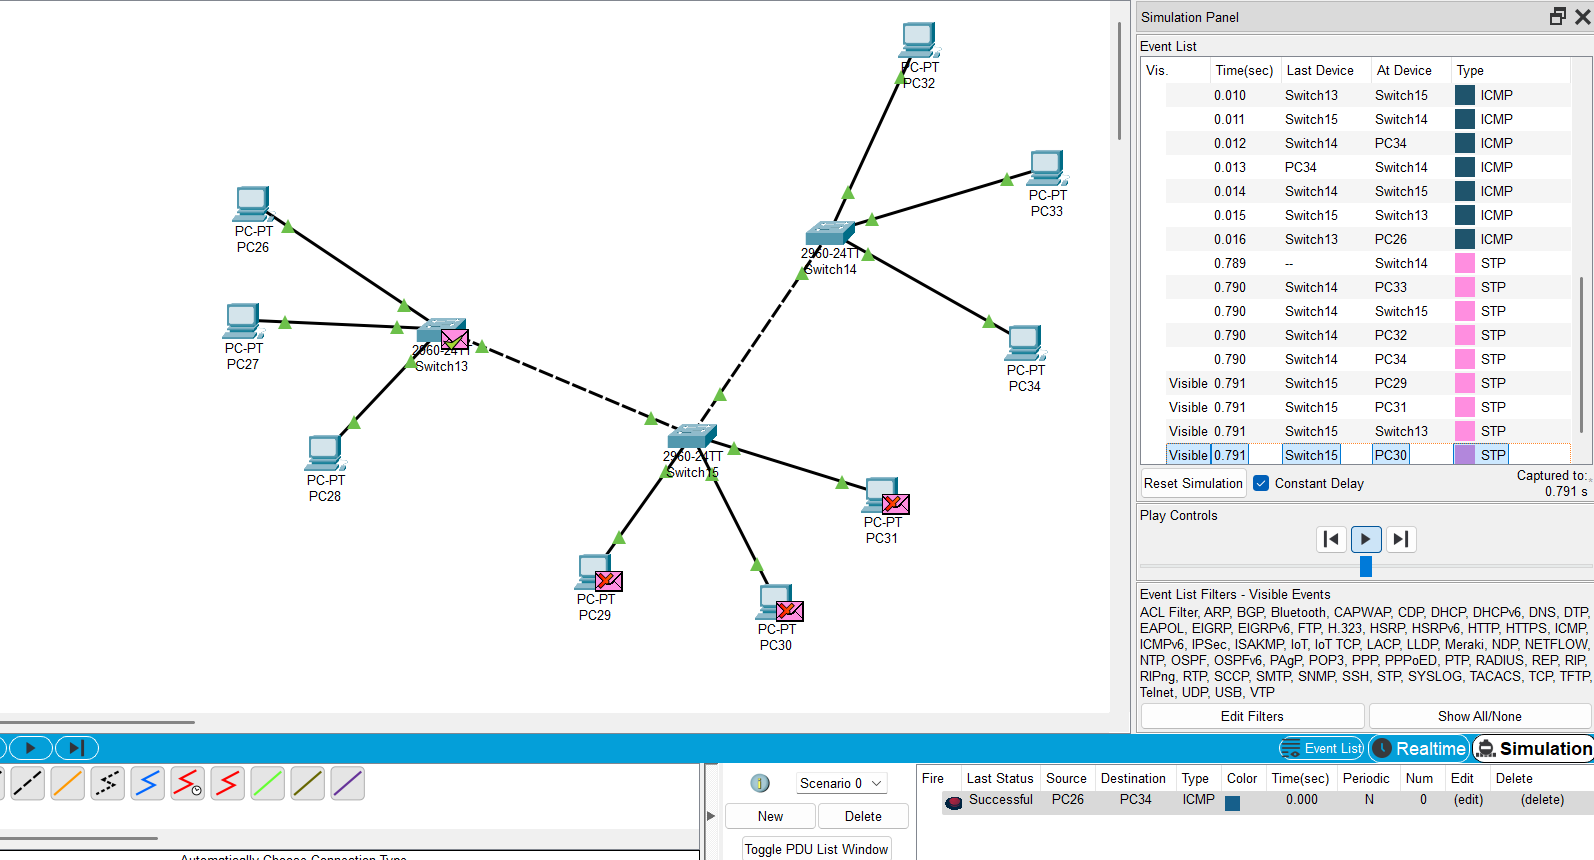 PC-PT
PC32
PC-PT
PC33
PC-PT
PC26
2960-24TT
Switch14
PC-PT
PC27
2960-24TT
Switch13
PC-PT
PC34
PC-PT
PC28
2960-24TT
Switch15
PC-PT
PC31
PC-PT
PC29
PC-PT
PC30
Simulation Panel
Event List
Vis. Time(sec) Last Device At Device Type
0.010 Switch13 Switch15 ICMP
0.011 Switch15 Switch14 ICMP
0.012 Switch14 PC34 ICMP
0.013 PC34 Switch14 ICMP
0.014 Switch14 Switch15 ICMP
0.015 Switch15 Switch13 ICMP
0.016 Switch13 PC26 ICMP
0.789 -- Switch14 STP
0.790 Switch14 PC33 STP
0.790 Switch14 Switch15 STP
0.790 Switch14 PC32 STP
0.790 Switch14 PC34 STP
Visible 0.791 Switch15 PC29 STP
Visible 0.791 Switch15 PC31 STP
Visible 0.791 Switch15 Switch13 STP
Visible 0.791 Switch15 PC30 STP
Reset Simulation Constant Delay Captured to:
0.791 s
Play Controls
Event List Filters - Visible Events
ACL Filter, ARP, BGP, Bluetooth, CAPWAP, CDP, DHCP, DHCPv6, DNS, DTP,
EAPOL, EIGRP, EIGRPv6, FTP, H.323, HSRP, HSRPv6, HTTP, HTTPS, ICMP,
ICMPv6, IPSec, ISAKMP, IoT, IoT TCP, LACP, LLDP, Meraki, NDP, NETFLOW,
NTP, OSPF, OSPFv6, PAgP, POP3, PPP, PPPoED, PTP, RADIUS, REP, RIP,
RIPng, RTP, SCCP, SMTP, SNMP, SSH, STP, SYSLOG, TACACS, TCP, TFTP,
Telnet, UDP, USB, VTP
Edit Filters Show All/None
Event List Realtime Simulation
1 Scenario 0
New Delete
Toggle PDU List Window
Fire Last Status Source Destination Type Color Time(sec) Periodic Num Edit Delete
Successful PC26 PC34 ICMP 0.000 N 0 (edit) (delete)
Automatically Choose Connection Type